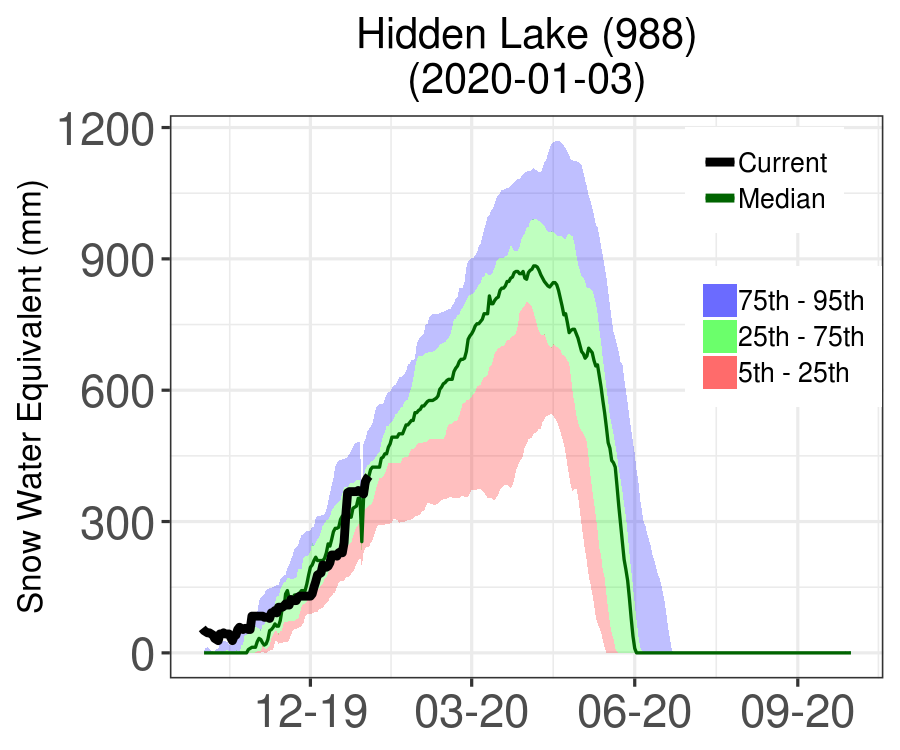 Hidden Lake (988)
(2020-01-03)
Snow Water Equivalent (mm)
1200
900
600
300
0
Current
Median
75th - 95th
25th - 75th
5th - 25th
12-19
03-20
06-20
09-20